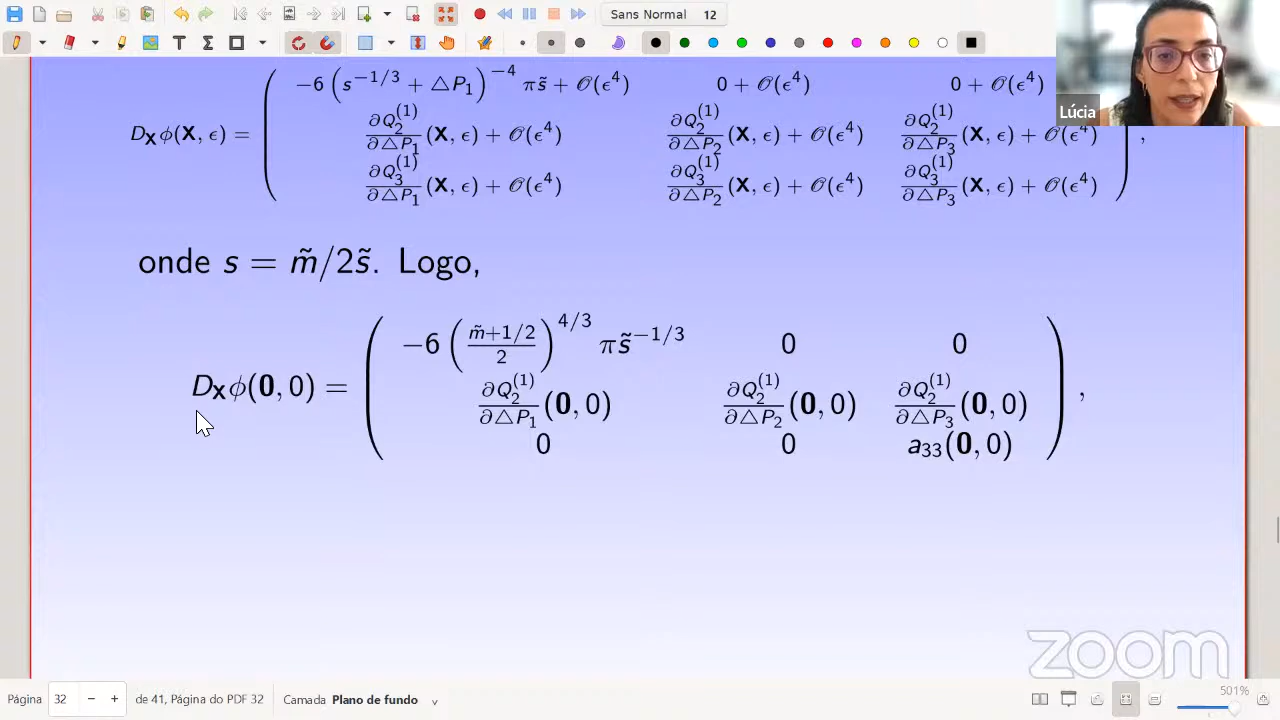 Sans Normal 12
D_X φ(X, ϵ) = ( −6 (s^{−1/3} + △P_1)^{−4} πs̃ + 𝒪(ϵ^4) 0 + 𝒪(ϵ^4) 0 + 𝒪(ϵ^4)
∂Q_2^{(1)}/∂△P_1 (X, ϵ) + 𝒪(ϵ^4) ∂Q_2^{(1)}/∂△P_2 (X, ϵ) + 𝒪(ϵ^4) ∂Q_2^{(1)}/∂△P_3 (X, ϵ) + 𝒪(ϵ^4)
∂Q_3^{(1)}/∂△P_1 (X, ϵ) + 𝒪(ϵ^4) ∂Q_3^{(1)}/∂△P_2 (X, ϵ) + 𝒪(ϵ^4) ∂Q_3^{(1)}/∂△P_3 (X, ϵ) + 𝒪(ϵ^4) ),
Lúcia
onde s = m̃/2s̃. Logo,
D_X φ(0, 0) = ( −6 ((m̃+1/2)/2)^{4/3} πs̃^{−1/3} 0 0
∂Q_2^{(1)}/∂△P_1 (0, 0) ∂Q_2^{(1)}/∂△P_2 (0, 0) ∂Q_2^{(1)}/∂△P_3 (0, 0)
0 0 a_{33}(0, 0) ),
zoom
Página 32 de 41, Página do PDF 32 Camada Plano de fundo
501%